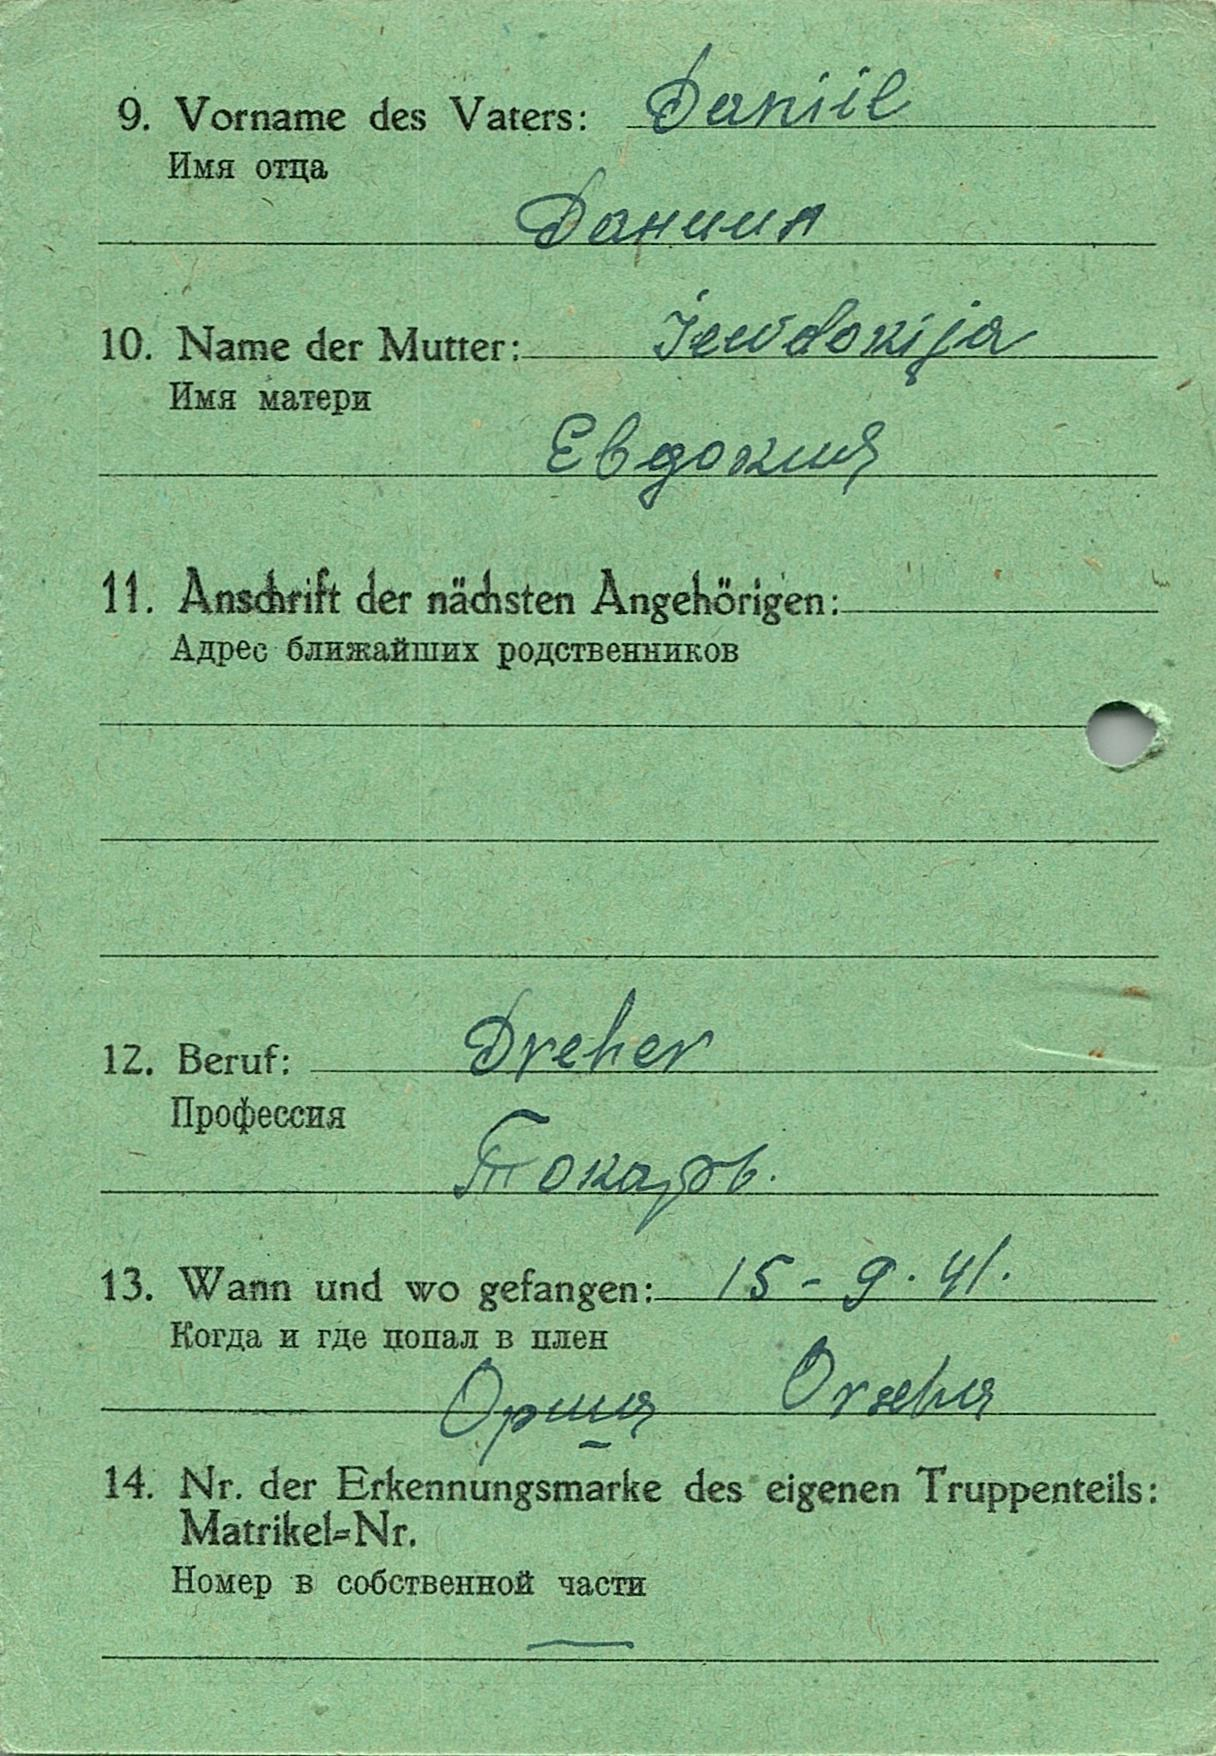 9. Vorname des Vaters: Daniil
Имя отца
Даниил
10. Name der Mutter: Jewdokija
Имя матери
Евдокия
11. Anschrift der nächsten Angehörigen:
Адрес ближайших родственников
12. Beruf: Dreher
Профессия
Токарь.
13. Wann und wo gefangen: 15-9.41.
Когда и где попал в плен
Орша Orscha
14. Nr. der Erkennungsmarke des eigenen Truppenteils:
Matrikel=Nr.
Номер в собственной части
—